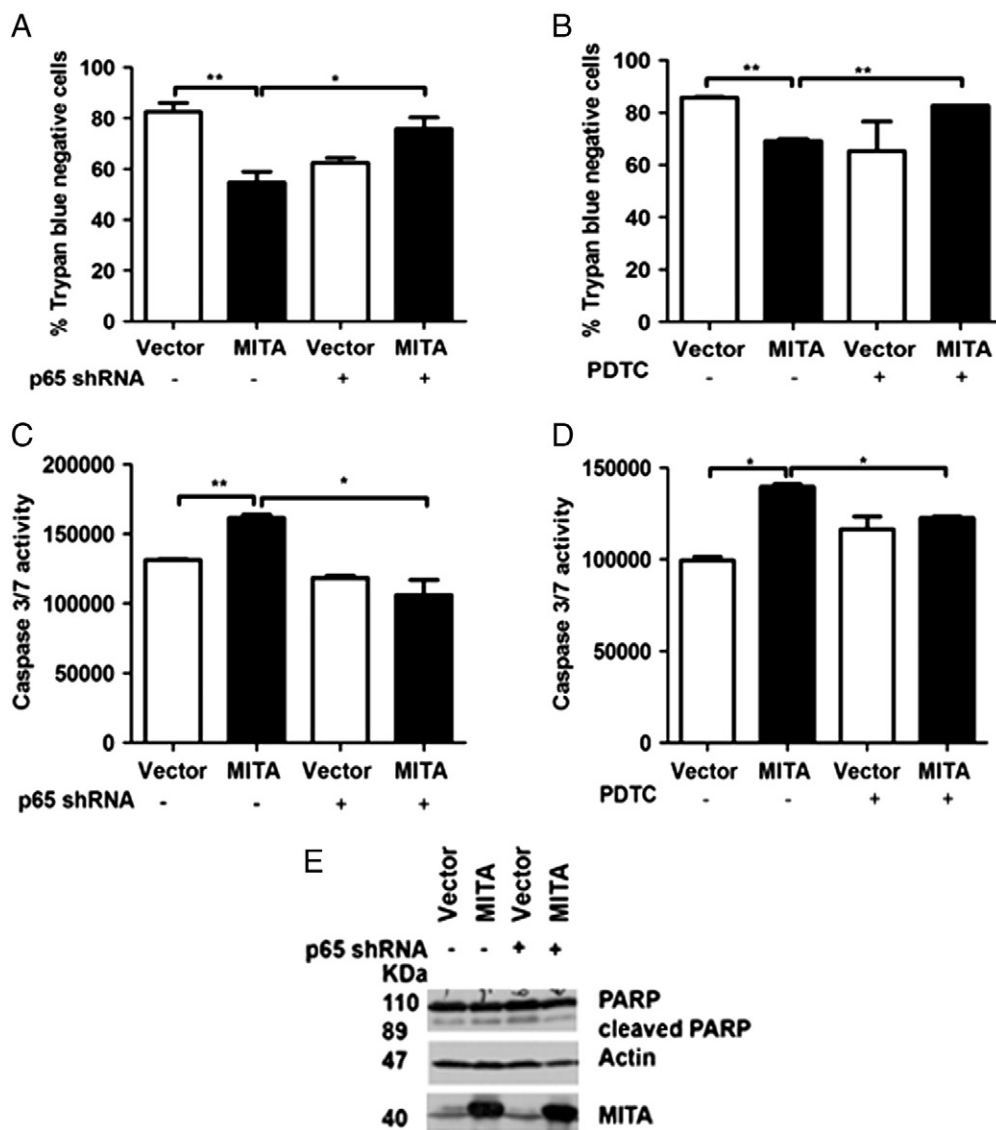 A
% Trypan blue negative cells
100
80
60
40
20
0
** *
Vector MITA Vector MITA
p65 shRNA - - + +
B
% Trypan blue negative cells
100
80
60
40
20
0
** **
Vector MITA Vector MITA
PDTC - - + +
C
Caspase 3/7 activity
200000
150000
100000
50000
0
** *
Vector MITA Vector MITA
p65 shRNA - - + +
D
Caspase 3/7 activity
150000
100000
50000
0
* *
Vector MITA Vector MITA
PDTC - - + +
E
Vector MITA Vector MITA
p65 shRNA - - + +
KDa
110 PARP
89 cleaved PARP
47 Actin
40 MITA